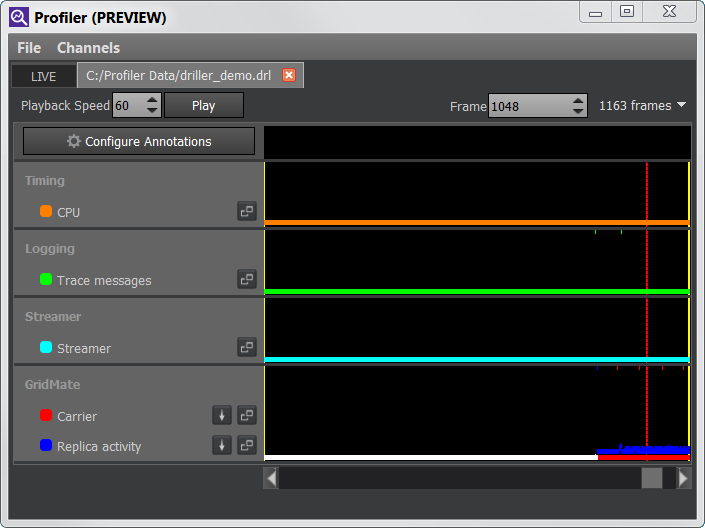 Profiler (PREVIEW)
File Channels
LIVE C:/Profiler Data/driller_demo.drl
Playback Speed 60 Play Frame 1048 1163 frames
Configure Annotations
Timing
CPU
Logging
Trace messages
Streamer
Streamer
GridMate
Carrier
Replica activity